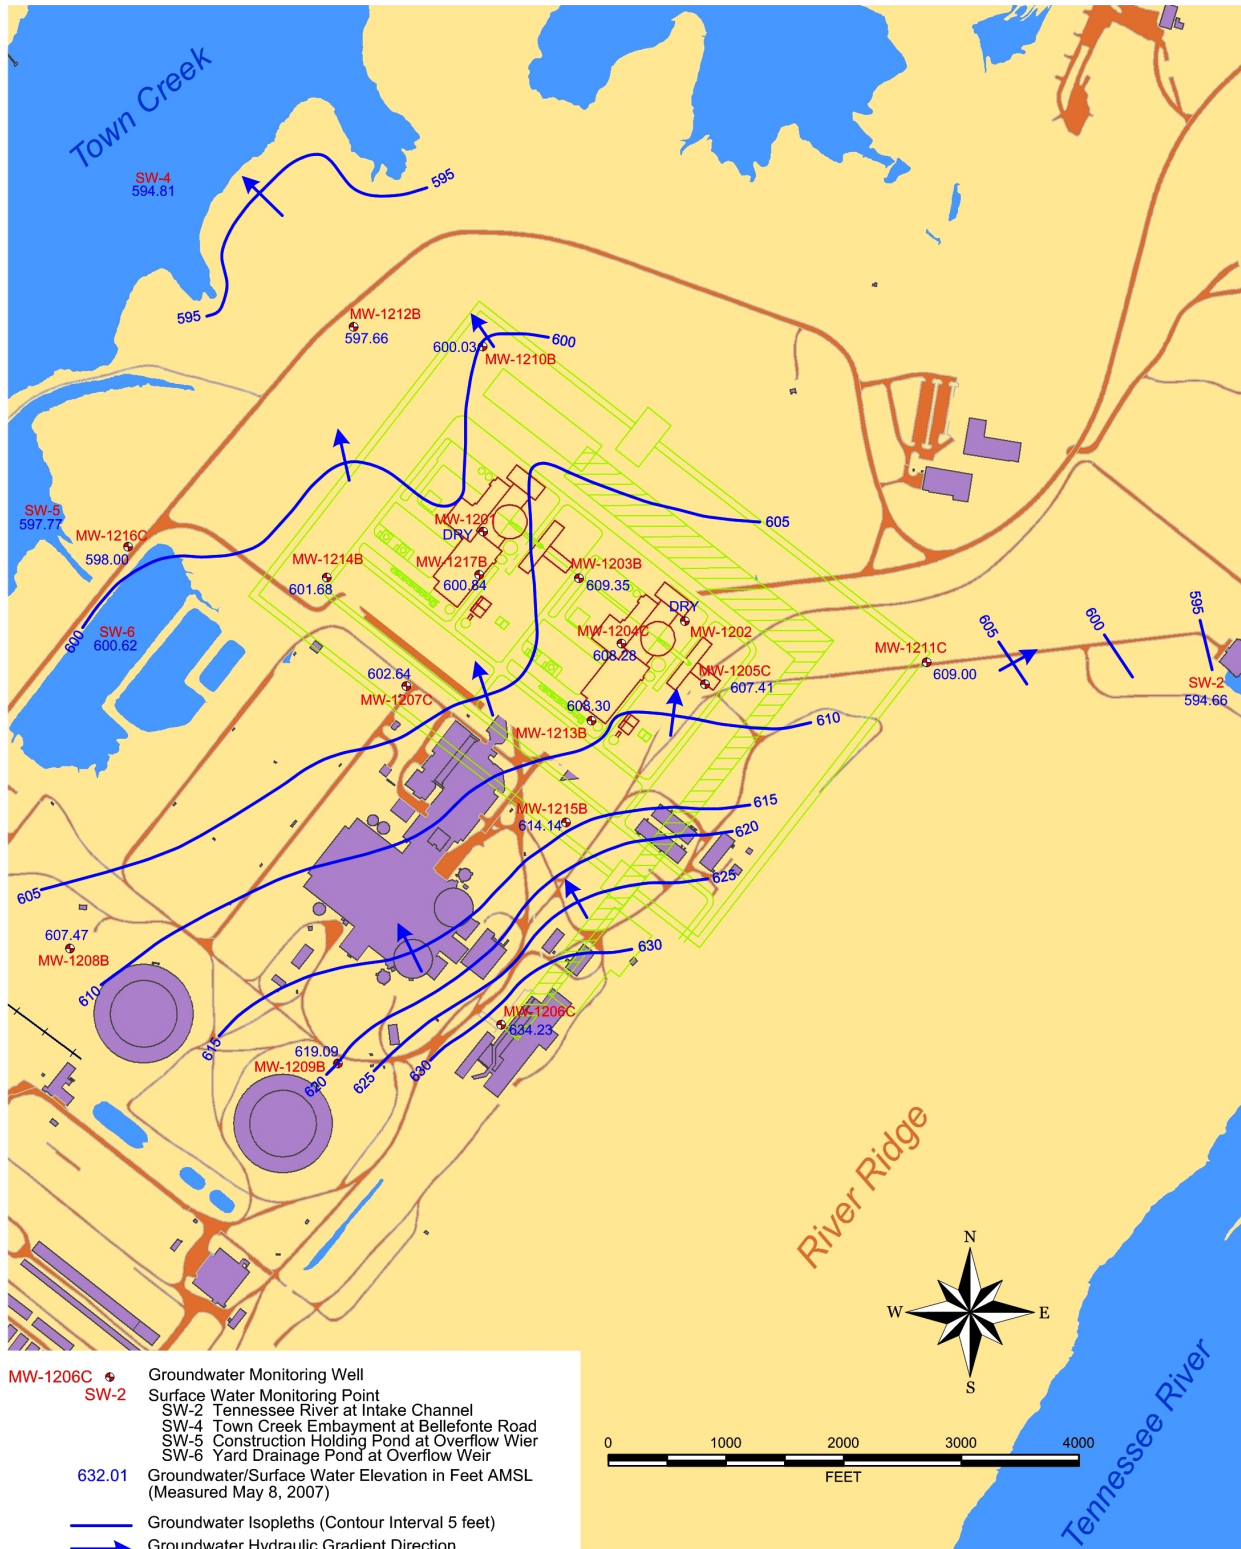 Town Creek
SW-4
594.81
595
595
MW-1212B
597.66
600.03
600
MW-1210B
SW-5
597.77
MW-1216C
598.00
MW-1201
DRY
605
MW-1214B
601.68
MW-1217B
600.84
MW-1203B
609.35
DRY
MW-1202
MW-1204C
608.28
600
SW-6
600.62
602.64
MW-1207C
MW-1205C
607.41
MW-1211C
609.00
605
600
595
SW-2
594.66
608.30
MW-1213B
610
MW-1215B
614.14
615
620
625
605
607.47
MW-1208B
610
630
MW-1206C
634.23
615
619.09
MW-1209B
620
625
630
River Ridge
N
W
E
S
Tennessee River
MW-1206C Groundwater Monitoring Well
SW-2 Surface Water Monitoring Point
SW-2 Tennessee River at Intake Channel
SW-4 Town Creek Embayment at Bellefonte Road
SW-5 Construction Holding Pond at Overflow Wier
SW-6 Yard Drainage Pond at Overflow Weir
632.01 Groundwater/Surface Water Elevation in Feet AMSL
(Measured May 8, 2007)
Groundwater Isopleths (Contour Interval 5 feet)
Groundwater Hydraulic Gradient Direction
0 1000 2000 3000 4000
FEET